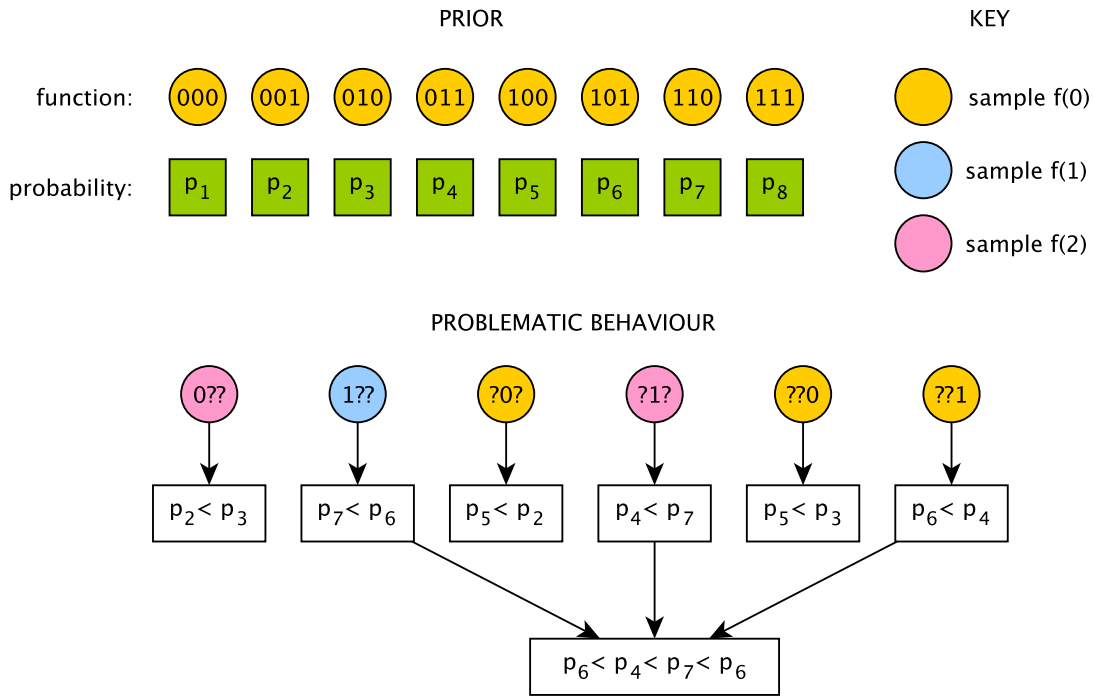 PRIOR
KEY
function: 000 001 010 011 100 101 110 111
sample f(0)
probability: p1 p2 p3 p4 p5 p6 p7 p8
sample f(1)
sample f(2)
PROBLEMATIC BEHAVIOUR
0?? 1?? ?0? ?1? ??0 ??1
p2< p3 p7< p6 p5< p2 p4< p7 p5< p3 p6< p4
p6< p4< p7< p6